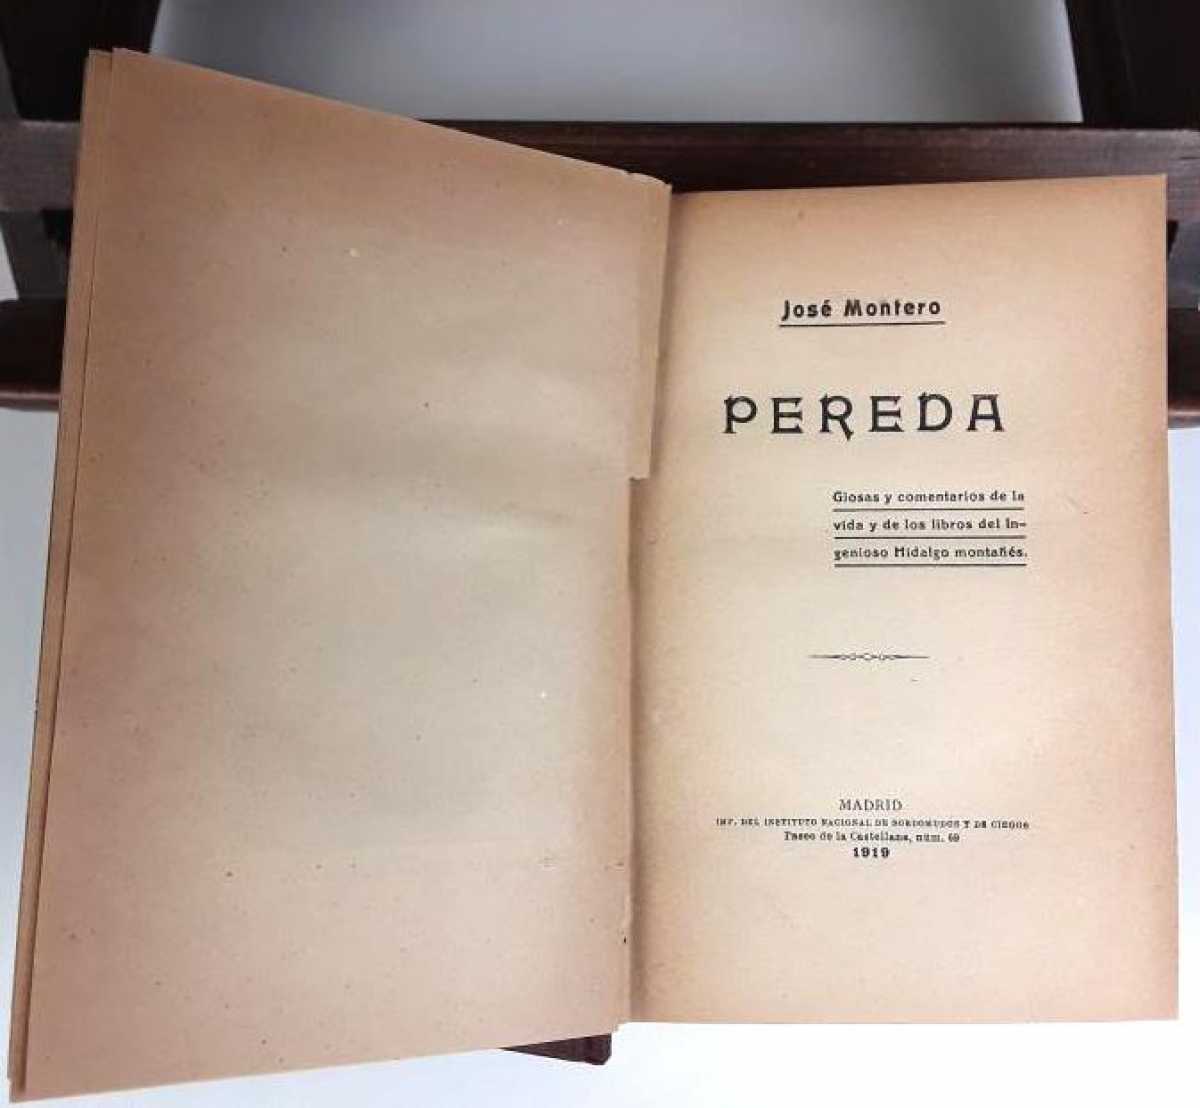 José Montero
PEREDA
Glosas y comentarios de la
vida y de los libros del In-
genioso Hidalgo montañés.
MADRID
IMP. DEL INSTITUTO NACIONAL DE SORDOMUDOS Y DE CIEGOS
Paseo de la Castellana, núm. 69
1919